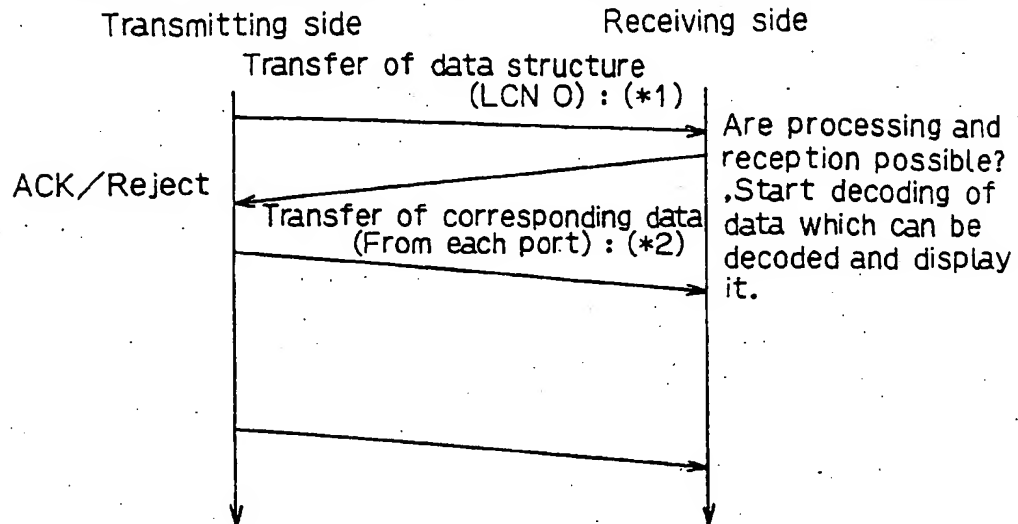 Transmitting side
Receiving side
Transfer of data structure
(LCN 0) : (*1)
Are processing and
reception possible?
,Start decoding of
data which can be
decoded and display
it.
ACK/Reject
Transfer of corresponding data
(From each port) : (*2)